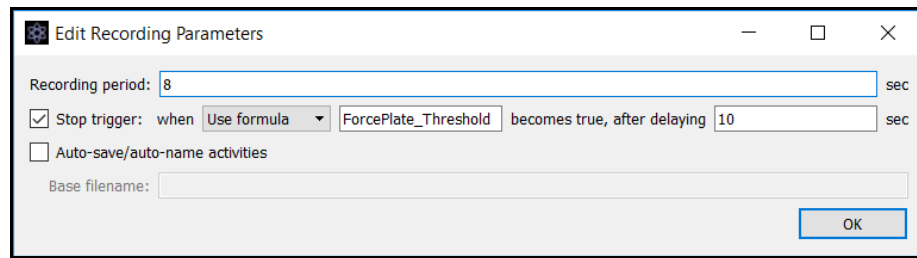 Edit Recording Parameters
Recording period: 8 sec
Stop trigger: when Use formula ForcePlate_Threshold becomes true, after delaying 10 sec
Auto-save/auto-name activities
Base filename:
OK